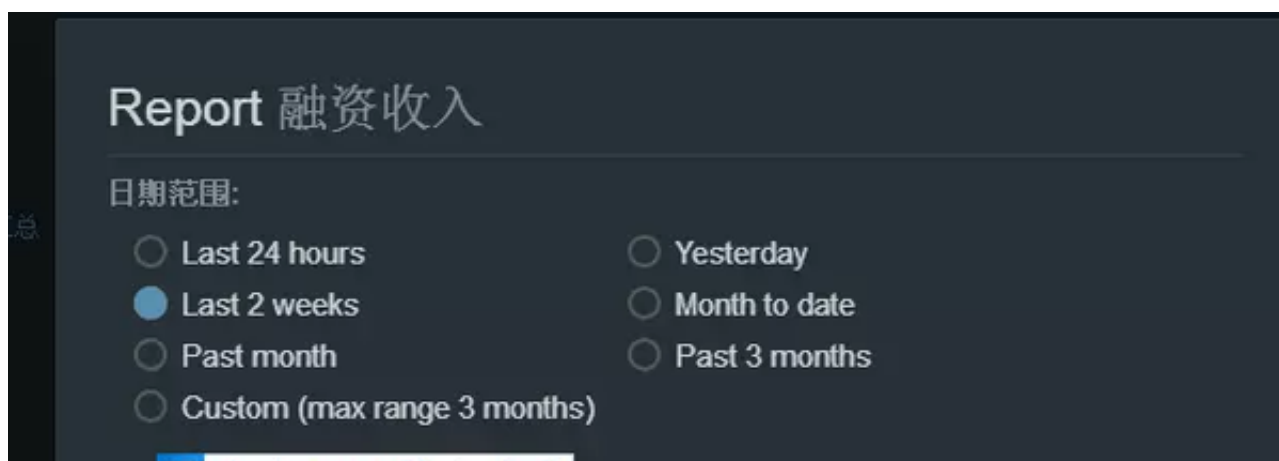 Report 融资收入
日期范围:
总
Last 24 hours
Yesterday
Last 2 weeks
Month to date
Past month
Past 3 months
Custom (max range 3 months)